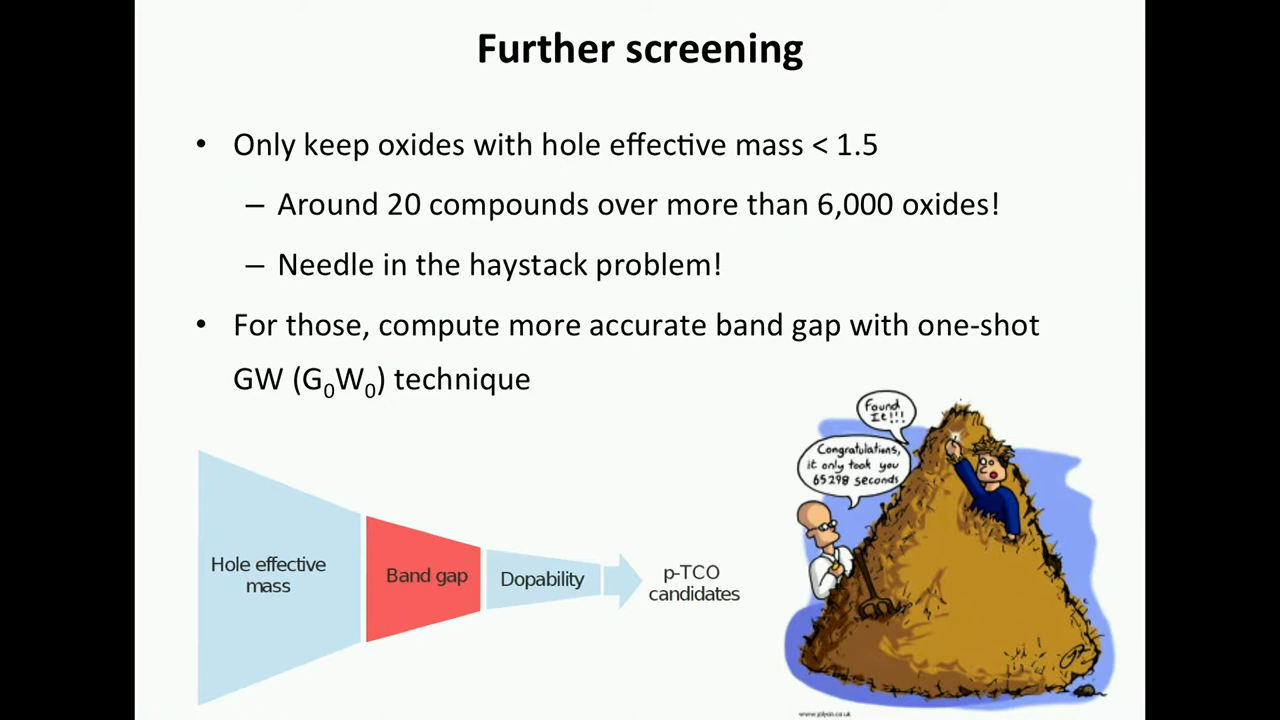 Further screening
• Only keep oxides with hole effective mass < 1.5
– Around 20 compounds over more than 6,000 oxides!
– Needle in the haystack problem!
• For those, compute more accurate band gap with one-shot
GW (G₀W₀) technique
Found
It!!!
Congratulations,
it only took you
65298 seconds
Hole effective
mass
Band gap
Dopability
p-TCO
candidates
www.jolyon.co.uk